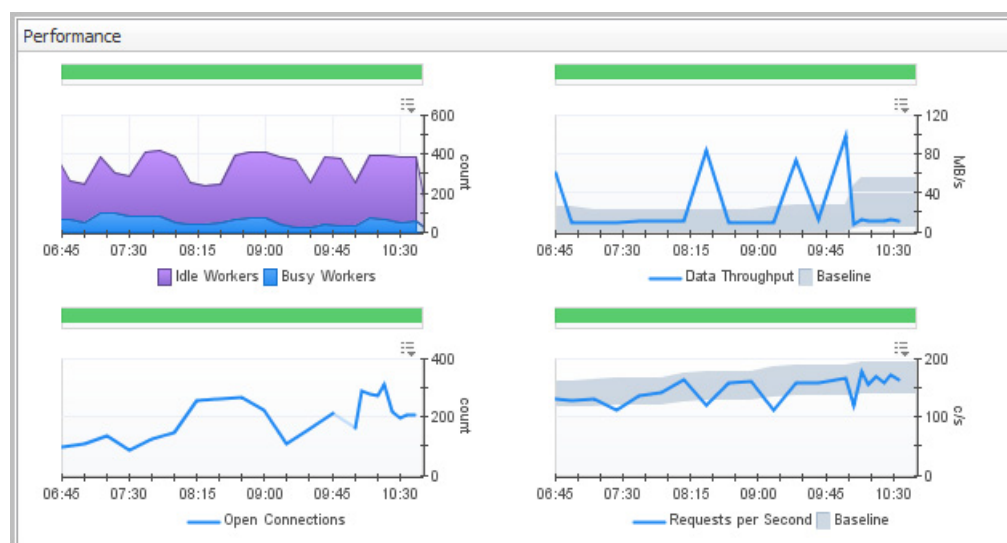 Performance
600
400
200
0
count
06:45 07:30 08:15 09:00 09:45 10:30
Idle Workers Busy Workers
120
80
40
0
MB/s
06:45 07:30 08:15 09:00 09:45 10:30
Data Throughput Baseline
400
200
0
count
06:45 07:30 08:15 09:00 09:45 10:30
Open Connections
200
100
0
c/s
06:45 07:30 08:15 09:00 09:45 10:30
Requests per Second Baseline